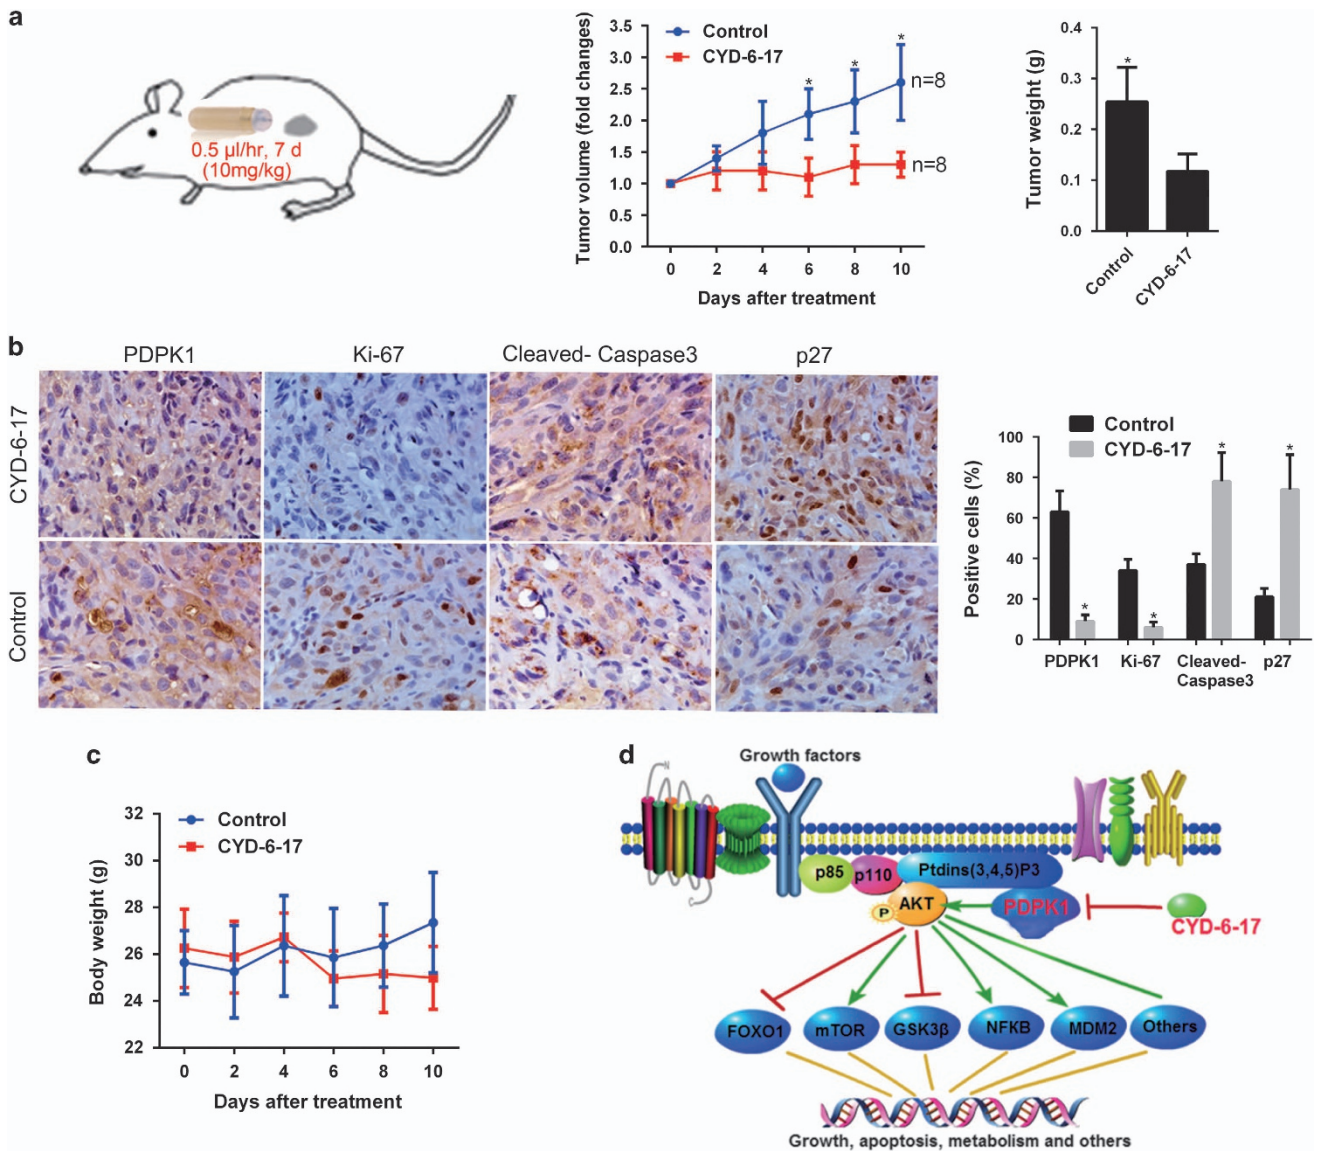 a
0.5 µl/hr, 7 d
(10mg/kg)
Tumor volume (fold changes)
3.5
3.0
2.5
2.0
1.5
1.0
0.5
0.0
Control
CYD-6-17
*
*
*
n=8
n=8
0 2 4 6 8 10
Days after treatment
Tumor weight (g)
0.4
0.3
0.2
0.1
0.0
*
Control
CYD-6-17
b
PDPK1 Ki-67 Cleaved- Caspase3 p27
CYD-6-17
Control
Positive cells (%)
100
80
60
40
20
0
Control
CYD-6-17
*
*
*
*
PDPK1 Ki-67 Cleaved- p27
Caspase3
c
Body weight (g)
32
30
28
26
24
22
Control
CYD-6-17
0 2 4 6 8 10
Days after treatment
d
Growth factors
N
C
p85 p110 Ptdins(3,4,5)P3
P AKT PDPK1
CYD-6-17
FOXO1 mTOR GSK3β NFKB MDM2 Others
Growth, apoptosis, metabolism and others